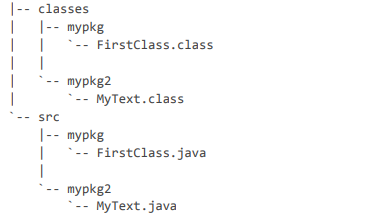 |-- classes
|   |-- mypkg
|   |   `-- FirstClass.class
|   |
|   `-- mypkg2
|       `-- MyText.class
`-- src
    |-- mypkg
    |   `-- FirstClass.java
    |
    `-- mypkg2
        `-- MyText.java